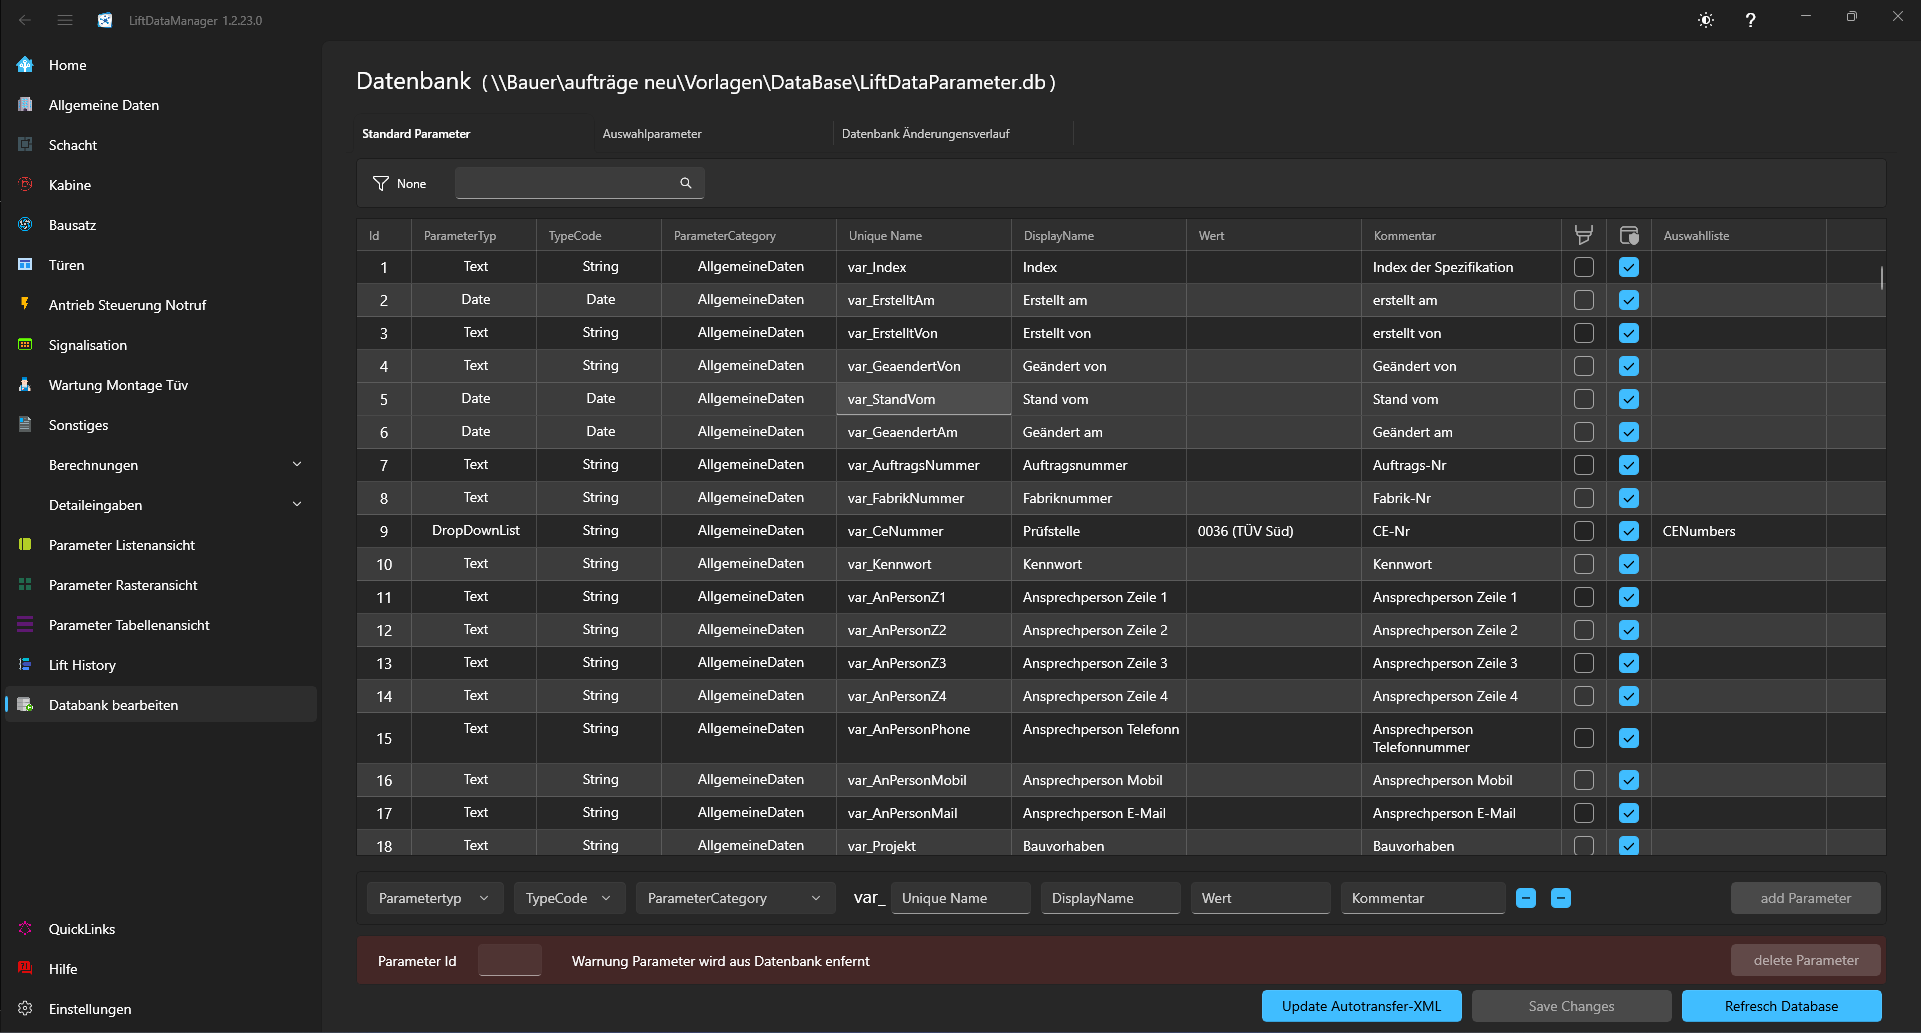 LiftDataManager 1.2.23.0
Home
Allgemeine Daten
Schacht
Kabine
Bausatz
Türen
Antrieb Steuerung Notruf
Signalisation
Wartung Montage Tüv
Sonstiges
Berechnungen
Detaileingaben
Parameter Listenansicht
Parameter Rasteransicht
Parameter Tabellenansicht
Lift History
Databank bearbeiten
QuickLinks
Hilfe
Einstellungen
Datenbank (\\Bauer\aufträge neu\Vorlagen\DataBase\LiftDataParameter.db)
Standard Parameter Auswahlparameter Datenbank Änderungensverlauf
None
Id ParameterTyp TypeCode ParameterCategory Unique Name DisplayName Wert Kommentar Auswahlliste
1 Text String AllgemeineDaten var_Index Index Index der Spezifikation
2 Date Date AllgemeineDaten var_ErstelltAm Erstellt am erstellt am
3 Text String AllgemeineDaten var_ErstelltVon Erstellt von erstellt von
4 Text String AllgemeineDaten var_GeaendertVon Geändert von Geändert von
5 Date Date AllgemeineDaten var_StandVom Stand vom Stand vom
6 Date Date AllgemeineDaten var_GeaendertAm Geändert am Geändert am
7 Text String AllgemeineDaten var_AuftragsNummer Auftragsnummer Auftrags-Nr
8 Text String AllgemeineDaten var_FabrikNummer Fabriknummer Fabrik-Nr
9 DropDownList String AllgemeineDaten var_CeNummer Prüfstelle 0036 (TÜV Süd) CE-Nr CENumbers
10 Text String AllgemeineDaten var_Kennwort Kennwort Kennwort
11 Text String AllgemeineDaten var_AnPersonZ1 Ansprechperson Zeile 1 Ansprechperson Zeile 1
12 Text String AllgemeineDaten var_AnPersonZ2 Ansprechperson Zeile 2 Ansprechperson Zeile 2
13 Text String AllgemeineDaten var_AnPersonZ3 Ansprechperson Zeile 3 Ansprechperson Zeile 3
14 Text String AllgemeineDaten var_AnPersonZ4 Ansprechperson Zeile 4 Ansprechperson Zeile 4
15 Text String AllgemeineDaten var_AnPersonPhone Ansprechperson Telefonn Ansprechperson
Telefonnummer
16 Text String AllgemeineDaten var_AnPersonMobil Ansprechperson Mobil Ansprechperson Mobil
17 Text String AllgemeineDaten var_AnPersonMail Ansprechperson E-Mail Ansprechperson E-Mail
18 Text String AllgemeineDaten var_Projekt Bauvorhaben Bauvorhaben
Parametertyp TypeCode ParameterCategory var_ Unique Name DisplayName Wert Kommentar add Parameter
Parameter Id Warnung Parameter wird aus Datenbank enfernt delete Parameter
Update Autotransfer-XML Save Changes Refresch Database